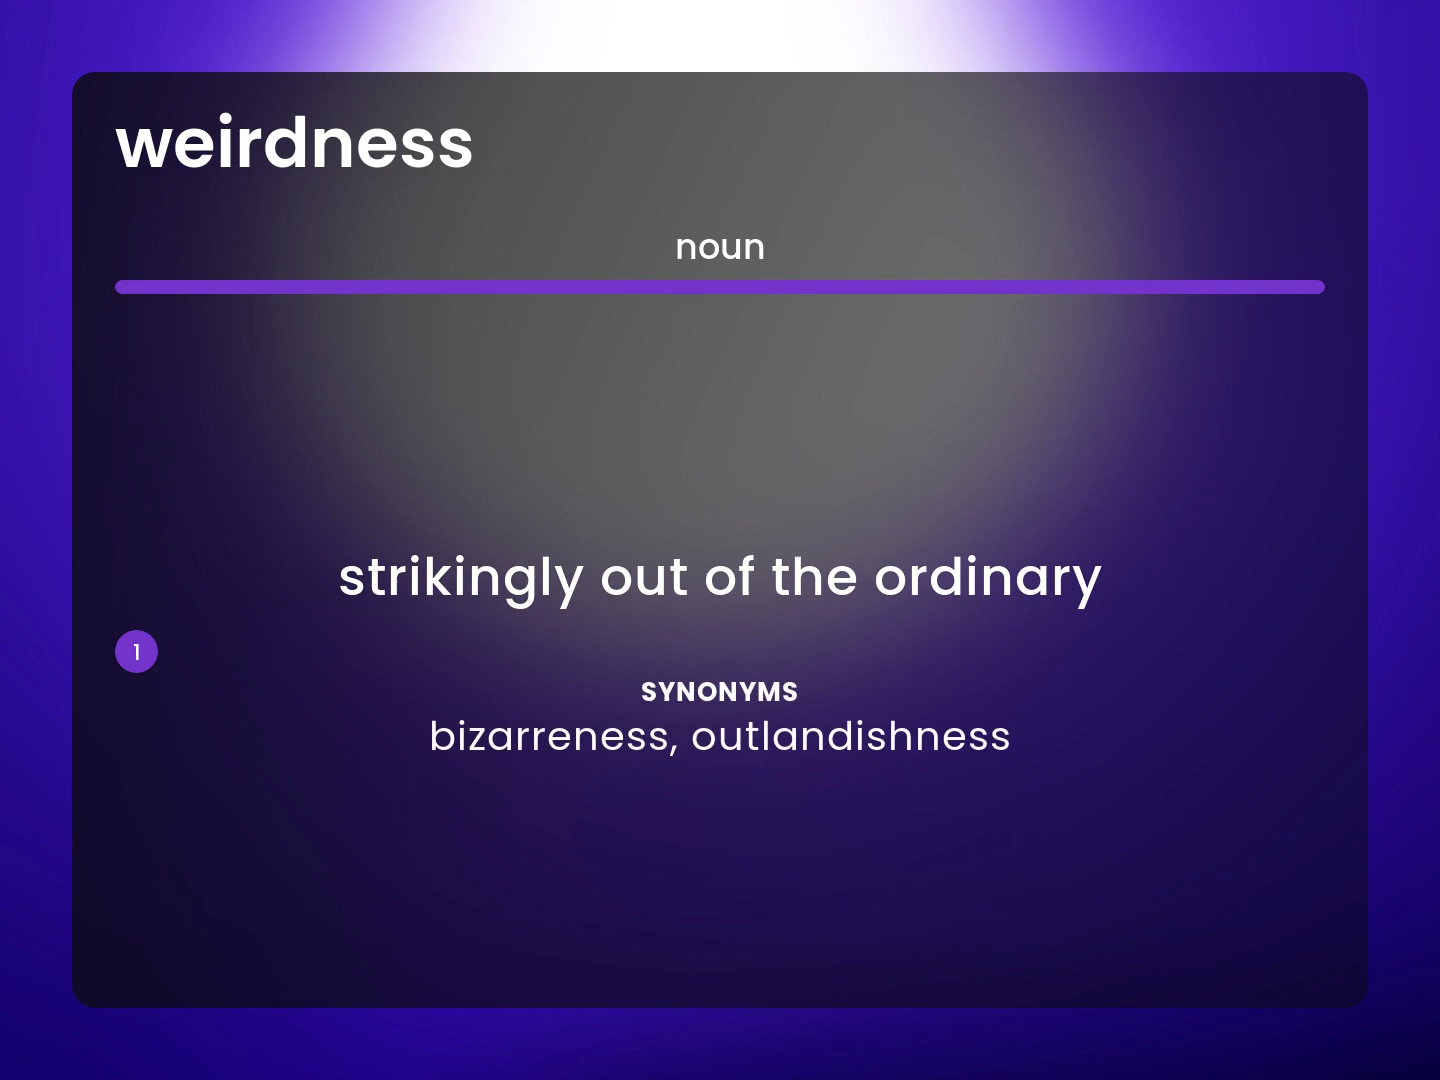 weirdness
noun
strikingly out of the ordinary
1
SYNONYMS
bizarreness, outlandishness